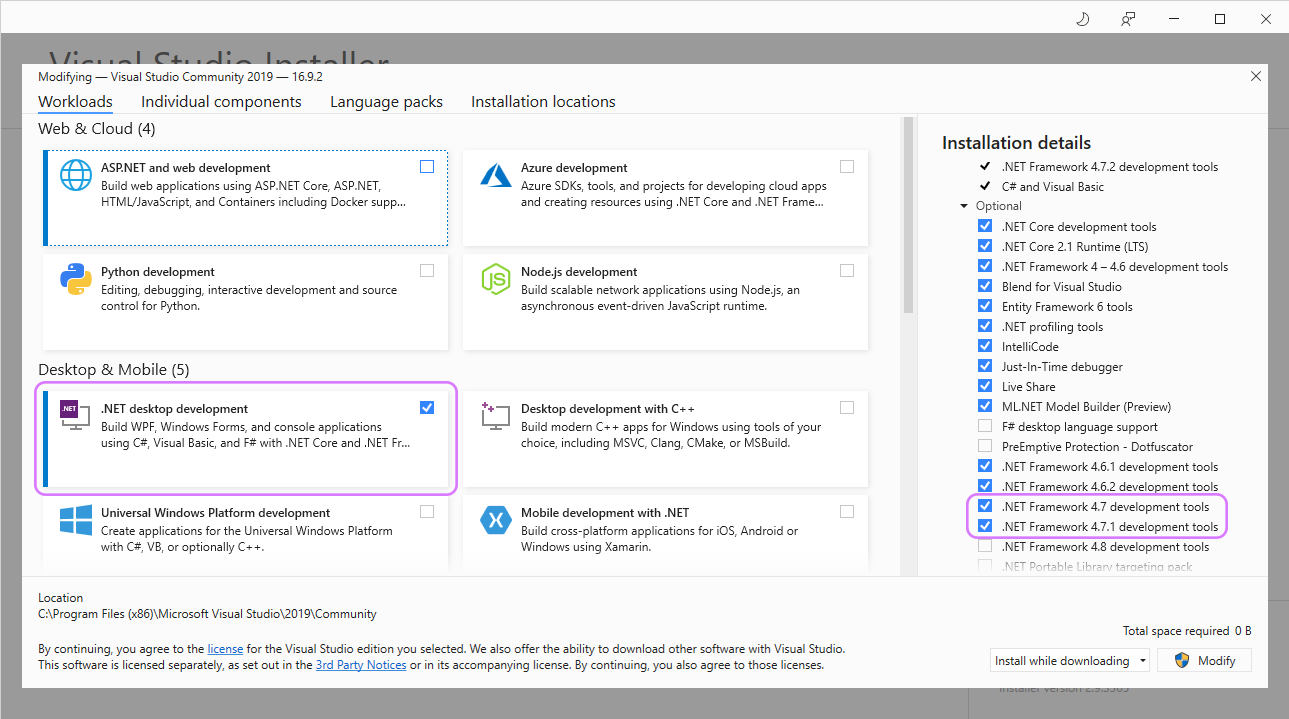 Visual Studio Installer
Modifying — Visual Studio Community 2019 — 16.9.2
Workloads
Individual components
Language packs
Installation locations
Web & Cloud (4)
ASP.NET and web development
Build web applications using ASP.NET Core, ASP.NET,
HTML/JavaScript, and Containers including Docker supp...
Azure development
Azure SDKs, tools, and projects for developing cloud apps
and creating resources using .NET Core and .NET Frame...
Python development
Editing, debugging, interactive development and source
control for Python.
JS
Node.js development
Build scalable network applications using Node.js, an
asynchronous event-driven JavaScript runtime.
Desktop & Mobile (5)
.NET
.NET desktop development
Build WPF, Windows Forms, and console applications
using C#, Visual Basic, and F# with .NET Core and .NET Fr...
Desktop development with C++
Build modern C++ apps for Windows using tools of your
choice, including MSVC, Clang, CMake, or MSBuild.
Universal Windows Platform development
Create applications for the Universal Windows Platform
with C#, VB, or optionally C++.
Mobile development with .NET
Build cross-platform applications for iOS, Android or
Windows using Xamarin.
Installation details
.NET Framework 4.7.2 development tools
C# and Visual Basic
Optional
.NET Core development tools
.NET Core 2.1 Runtime (LTS)
.NET Framework 4 – 4.6 development tools
Blend for Visual Studio
Entity Framework 6 tools
.NET profiling tools
IntelliCode
Just-In-Time debugger
Live Share
ML.NET Model Builder (Preview)
F# desktop language support
PreEmptive Protection - Dotfuscator
.NET Framework 4.6.1 development tools
.NET Framework 4.6.2 development tools
.NET Framework 4.7 development tools
.NET Framework 4.7.1 development tools
.NET Framework 4.8 development tools
.NET Portable Library targeting pack
Location
C:\Program Files (x86)\Microsoft Visual Studio\2019\Community
By continuing, you agree to the license for the Visual Studio edition you selected. We also offer the ability to download other software with Visual Studio.
This software is licensed separately, as set out in the 3rd Party Notices or in its accompanying license. By continuing, you also agree to those licenses.
Total space required 0 B
Install while downloading
Modify
Installer version